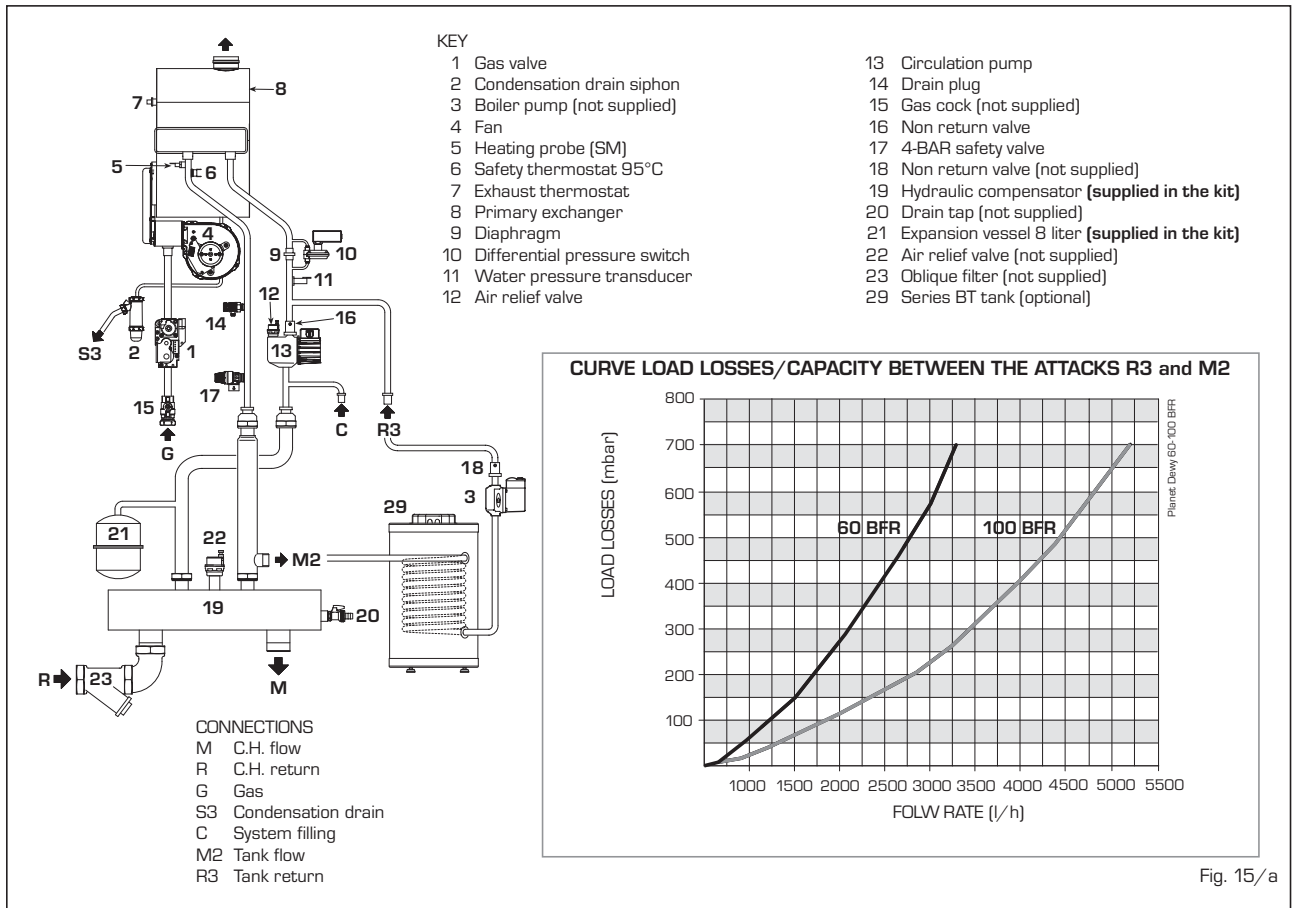 KEY
1 Gas valve
2 Condensation drain siphon
3 Boiler pump (not supplied)
4 Fan
5 Heating probe (SM)
6 Safety thermostat 95°C
7 Exhaust thermostat
8 Primary exchanger
9 Diaphragm
10 Differential pressure switch
11 Water pressure transducer
12 Air relief valve
13 Circulation pump
14 Drain plug
15 Gas cock (not supplied)
16 Non return valve
17 4-BAR safety valve
18 Non return valve (not supplied)
19 Hydraulic compensator (supplied in the kit)
20 Drain tap (not supplied)
21 Expansion vessel 8 liter (supplied in the kit)
22 Air relief valve (not supplied)
23 Oblique filter (not supplied)
29 Series BT tank (optional)
8
7
5
6
4
9
10
11
12
16
14
13
S3
2
1
17
15
C
R3
G
18
3
29
21
22
M2
19
20
R
23
M
CONNECTIONS
M C.H. flow
R C.H. return
G Gas
S3 Condensation drain
C System filling
M2 Tank flow
R3 Tank return
CURVE LOAD LOSSES/CAPACITY BETWEEN THE ATTACKS R3 and M2
LOAD LOSSES (mbar)
800
700
600
500
400
300
200
100
60 BFR
100 BFR
1000 1500 2000 2500 3000 3500 4000 4500 5000 5500
FOLW RATE (l/h)
Planet Dewy 60-100 BFR
Fig. 15/a